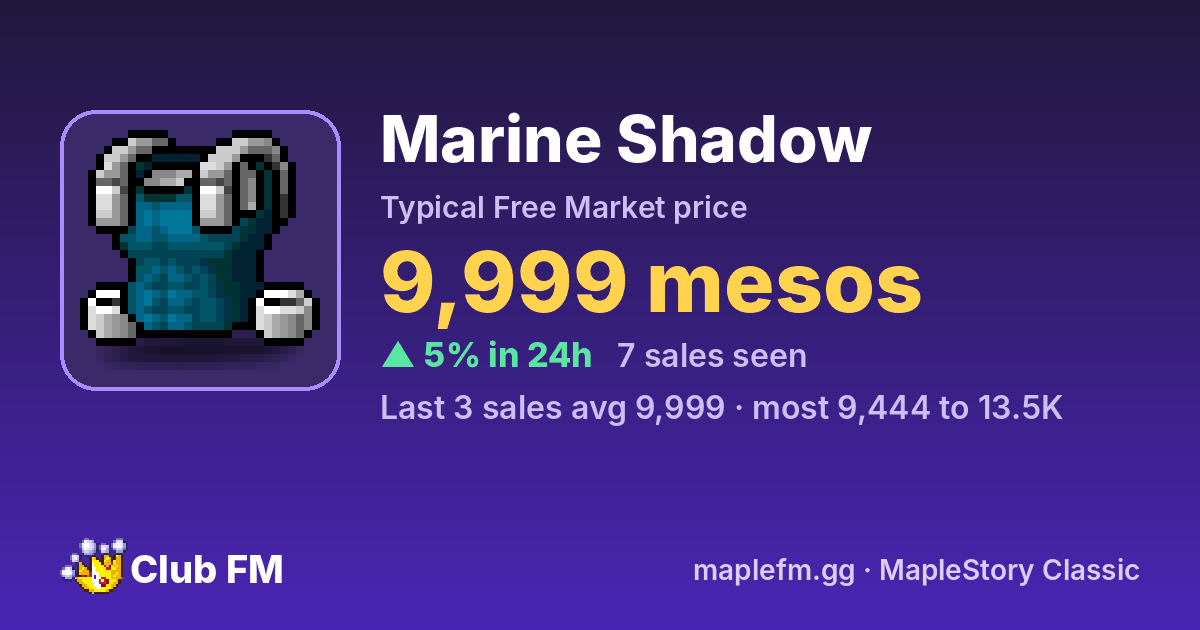 Marine Shadow
Typical Free Market price
9,999 mesos
▲ 5% in 24h 7 sales seen
Last 3 sales avg 9,999 · most 9,444 to 13.5K
Club FM
maplefm.gg · MapleStory Classic